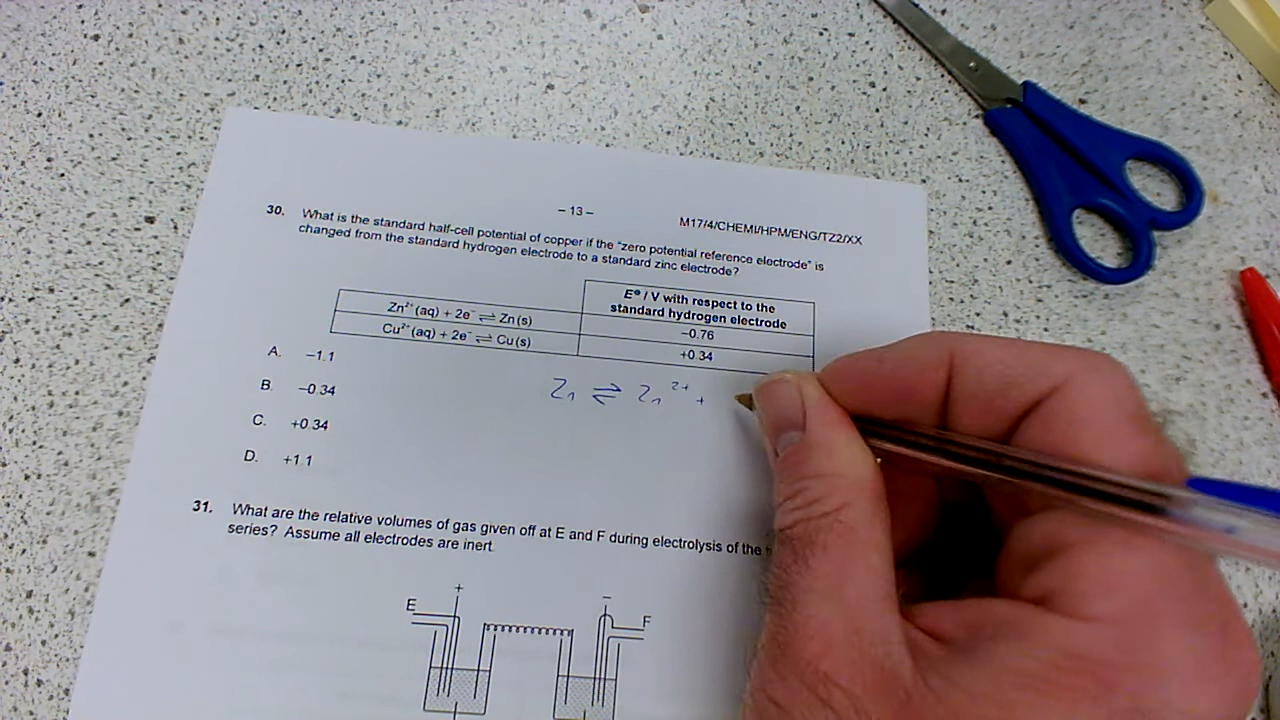 – 13 –
M17/4/CHEMI/HPM/ENG/TZ2/XX
30. What is the standard half-cell potential of copper if the “zero potential reference electrode” is
changed from the standard hydrogen electrode to a standard zinc electrode?
E⊖ / V with respect to the
standard hydrogen electrode
Zn²⁺(aq) + 2e⁻ ⇌ Zn(s) −0.76
Cu²⁺(aq) + 2e⁻ ⇌ Cu(s) +0.34
A. −1.1
B. −0.34
C. +0.34
D. +1.1
Zn ⇌ Zn²⁺ +
31. What are the relative volumes of gas given off at E and F during electrolysis of the
series? Assume all electrodes are inert.
+ −
E F